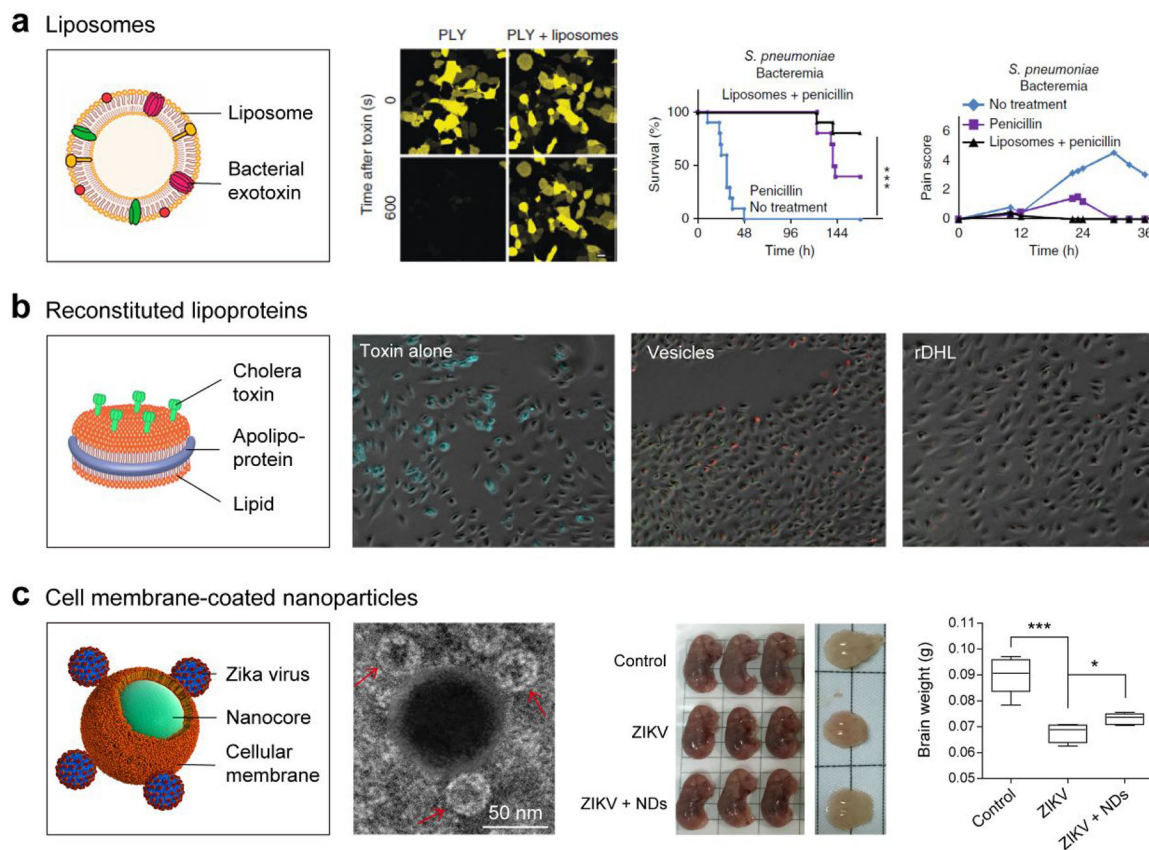 a Liposomes
Liposome
Bacterial
exotoxin
PLY
PLY + liposomes
Time after toxin (s)
0
600
S. pneumoniae
Bacteremia
Liposomes + penicillin
Survival (%)
100
50
0
Penicillin
No treatment
***
0 48 96 144
Time (h)
S. pneumoniae
Bacteremia
No treatment
Penicillin
Liposomes + penicillin
Pain score
6
4
2
0
0 12 24 36
Time (h)
b Reconstituted lipoproteins
Cholera
toxin
Apolipo-
protein
Lipid
Toxin alone
Vesicles
rDHL
c Cell membrane-coated nanoparticles
Zika virus
Nanocore
Cellular
membrane
50 nm
Control
ZIKV
ZIKV + NDs
Brain weight (g)
0.11
0.10
0.09
0.08
0.07
0.06
0.05
***
*
Control
ZIKV
ZIKV + NDs